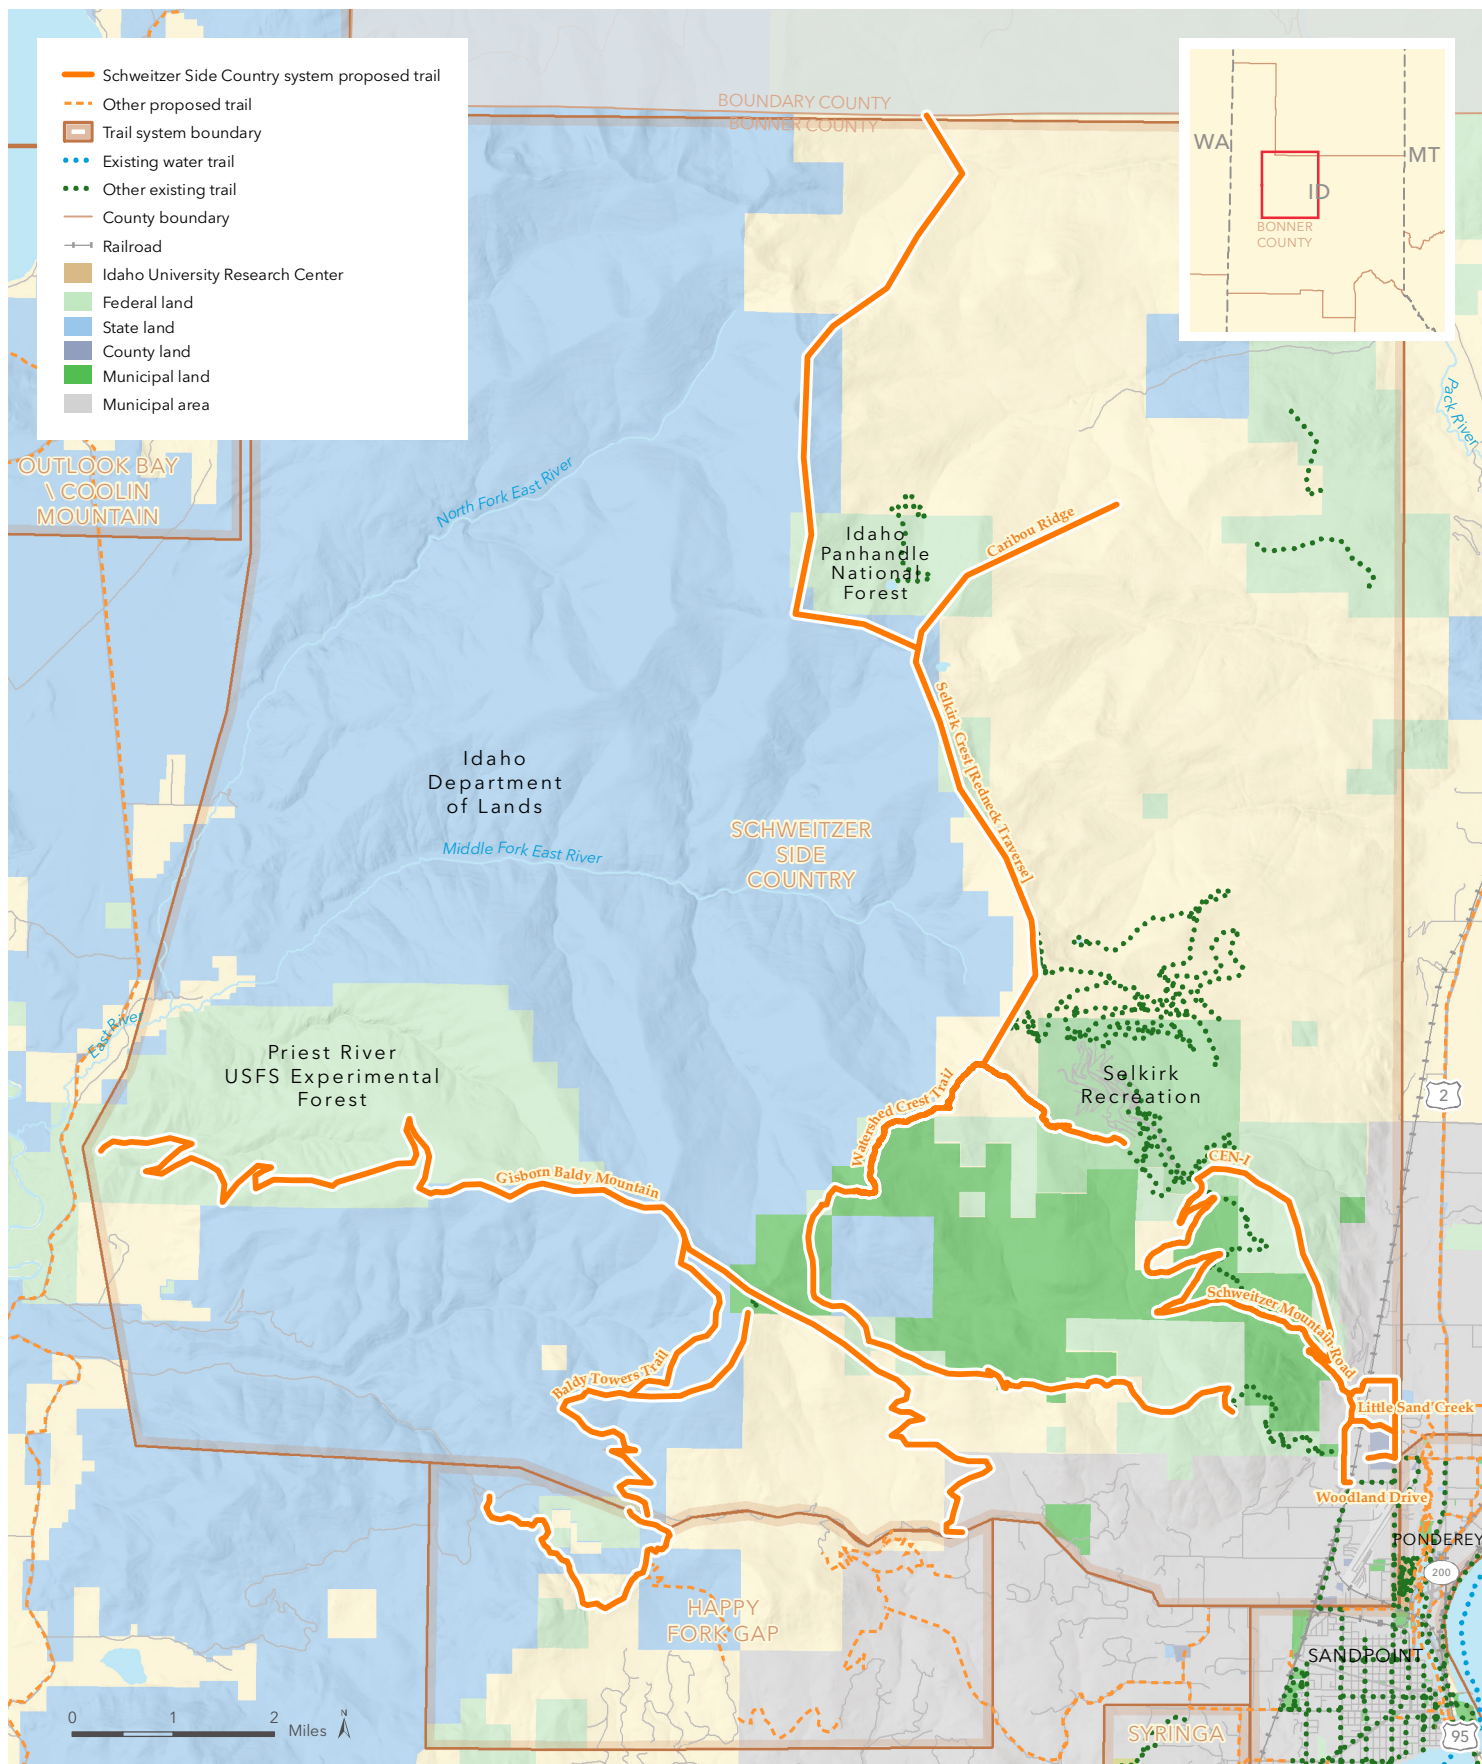 Schweitzer Side Country system proposed trail
Other proposed trail
Trail system boundary
Existing water trail
Other existing trail
County boundary
Railroad
Idaho University Research Center
Federal land
State land
County land
Municipal land
Municipal area
BOUNDARY COUNTY
BONNER COUNTY
WA
MT
ID
BONNER
COUNTY
Pack River
OUTLOOK BAY
\ COOLIN
MOUNTAIN
North Fork East River
Idaho
Panhandle
National
Forest
Caribou Ridge
Selkirk Crest [Redneck Traverse]
Idaho
Department
of Lands
SCHWEITZER
SIDE
COUNTRY
Middle Fork East River
East River
Priest River
USFS Experimental
Forest
Selkirk
Recreation
2
Watershed Crest Trail
CEN-I
Gisborn Baldy Mountain
Schweitzer Mountain Road
Baldy Towers Trail
Little Sand Creek
Woodland Drive
PONDEREY
200
HAPPY
FORK GAP
SANDPOINT
SYRINGA
95
0 1 2 Miles
N